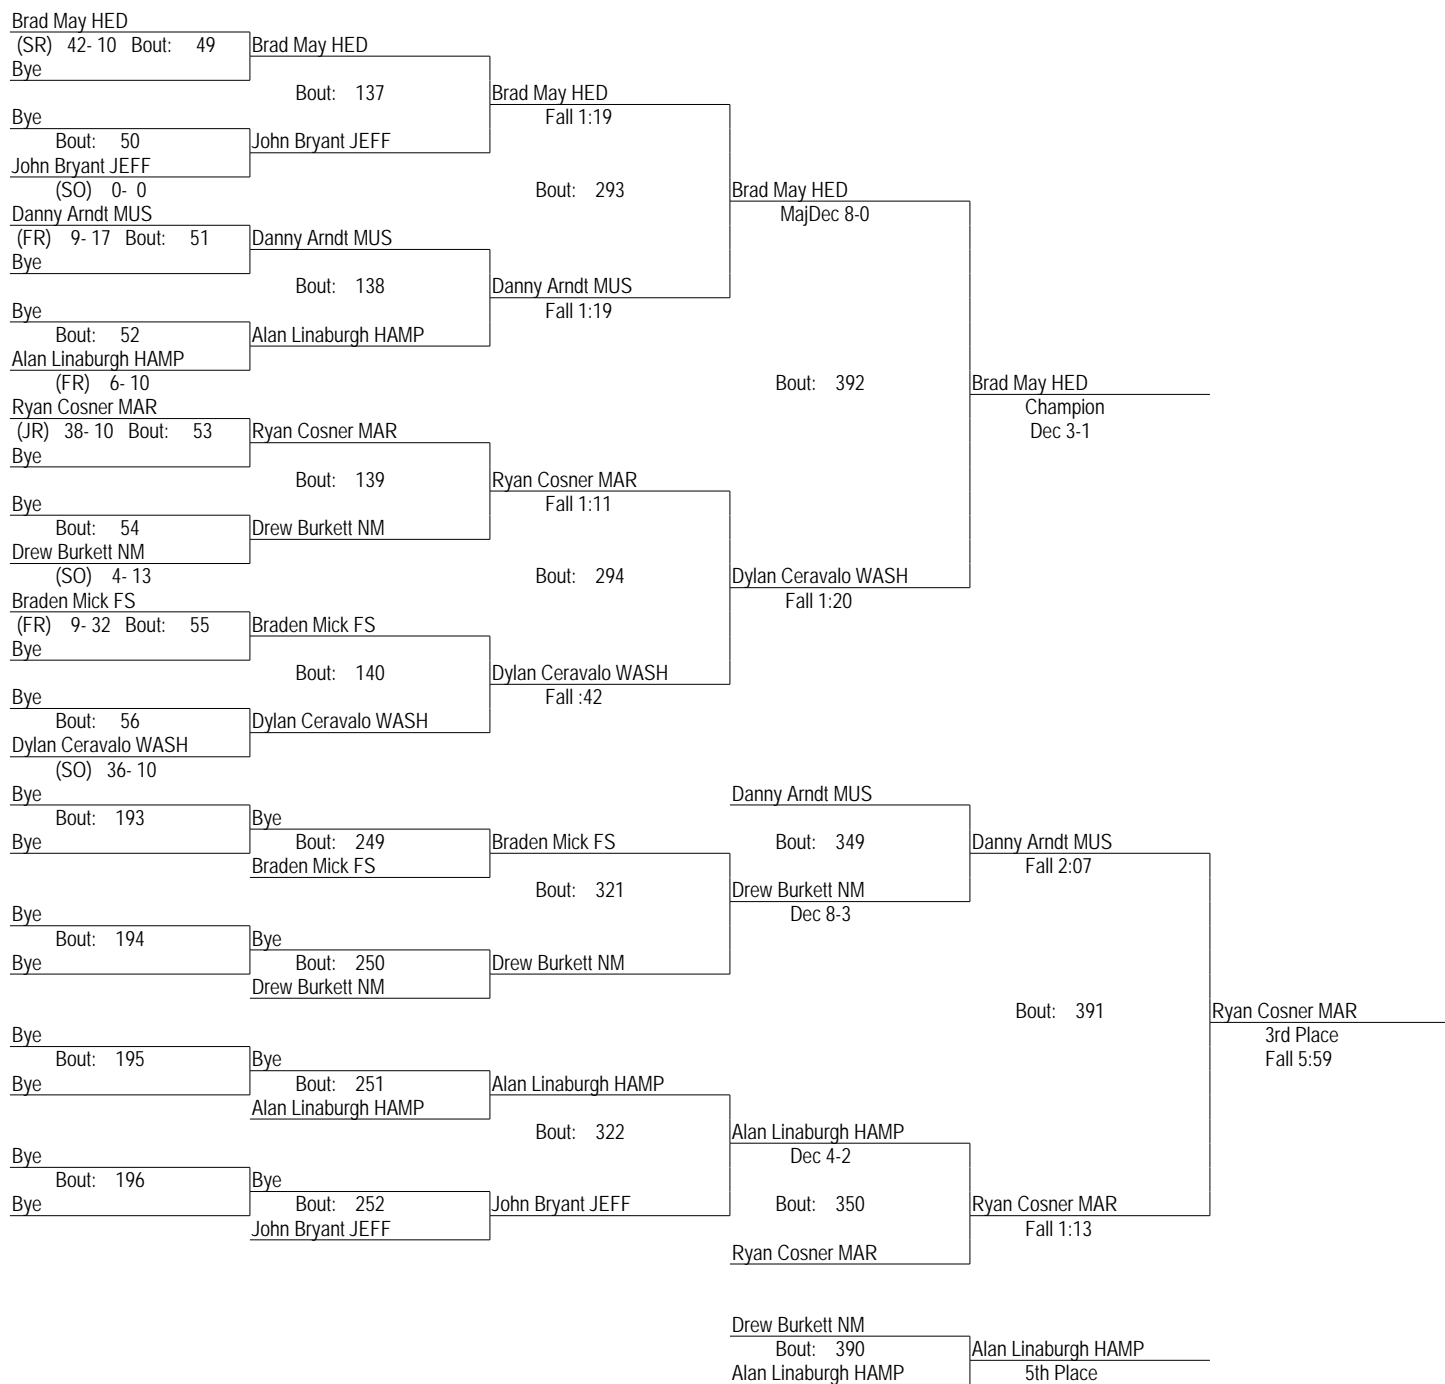 Brad May HED
(SR) 42- 10 Bout: 49 Brad May HED
Bye
Bout: 137 Brad May HED
Bye Fall 1:19
Bout: 50 John Bryant JEFF
John Bryant JEFF
(SO) 0- 0 Bout: 293 Brad May HED
Danny Arndt MUS MajDec 8-0
(FR) 9- 17 Bout: 51 Danny Arndt MUS
Bye
Bout: 138 Danny Arndt MUS
Bye Fall 1:19
Bout: 52 Alan Linaburgh HAMP
Alan Linaburgh HAMP
(FR) 6- 10 Bout: 392 Brad May HED
Ryan Cosner MAR Champion
(JR) 38- 10 Bout: 53 Ryan Cosner MAR Dec 3-1
Bye
Bout: 139 Ryan Cosner MAR
Bye Fall 1:11
Bout: 54 Drew Burkett NM
Drew Burkett NM
(SO) 4- 13 Bout: 294 Dylan Ceravalo WASH
Braden Mick FS Fall 1:20
(FR) 9- 32 Bout: 55 Braden Mick FS
Bye
Bout: 140 Dylan Ceravalo WASH
Bye Fall :42
Bout: 56 Dylan Ceravalo WASH
Dylan Ceravalo WASH
(SO) 36- 10
Bye Danny Arndt MUS
Bout: 193 Bye
Bye Bout: 249 Braden Mick FS Bout: 349 Danny Arndt MUS
Braden Mick FS Fall 2:07
Bout: 321 Drew Burkett NM
Bye Dec 8-3
Bout: 194 Bye
Bye Bout: 250 Drew Burkett NM
Drew Burkett NM
Bout: 391 Ryan Cosner MAR
Bye 3rd Place
Bout: 195 Bye Fall 5:59
Bye Bout: 251 Alan Linaburgh HAMP
Alan Linaburgh HAMP
Bout: 322 Alan Linaburgh HAMP
Bye Dec 4-2
Bout: 196 Bye
Bye Bout: 252 John Bryant JEFF Bout: 350 Ryan Cosner MAR
John Bryant JEFF Fall 1:13
Ryan Cosner MAR
Drew Burkett NM
Bout: 390 Alan Linaburgh HAMP
Alan Linaburgh HAMP 5th Place